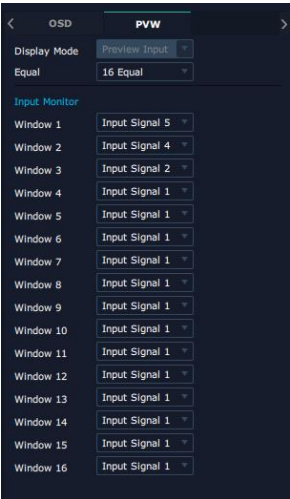 < OSD PVW >
Display Mode Preview Input
Equal 16 Equal
Input Monitor
Window 1 Input Signal 5
Window 2 Input Signal 4
Window 3 Input Signal 2
Window 4 Input Signal 1
Window 5 Input Signal 1
Window 6 Input Signal 1
Window 7 Input Signal 1
Window 8 Input Signal 1
Window 9 Input Signal 1
Window 10 Input Signal 1
Window 11 Input Signal 1
Window 12 Input Signal 1
Window 13 Input Signal 1
Window 14 Input Signal 1
Window 15 Input Signal 1
Window 16 Input Signal 1